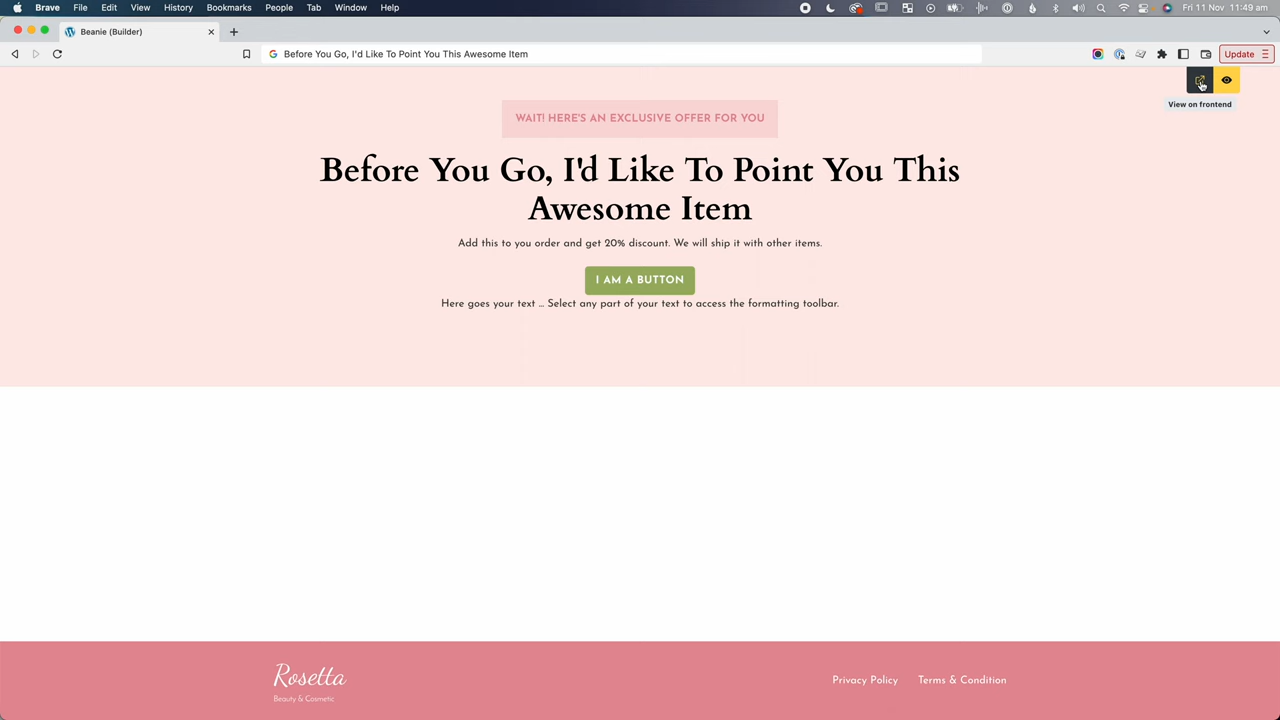 Brave File Edit View History Bookmarks People Tab Window Help Fri 11 Nov 11:49 am
Beanie (Builder)
Before You Go, I'd Like To Point You This Awesome Item
Update
View on frontend
WAIT! HERE'S AN EXCLUSIVE OFFER FOR YOU
Before You Go, I'd Like To Point You This
Awesome Item
Add this to you order and get 20% discount. We will ship it with other items.
I AM A BUTTON
Here goes your text ... Select any part of your text to access the formatting toolbar.
Rosetta
Beauty & Cosmetic
Privacy Policy Terms & Condition